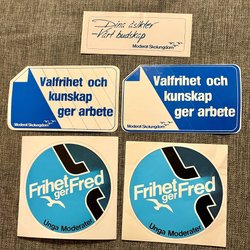 Dina åsikter
-Vårt budskap
Moderat Skolungdom
Valfrihet och
kunskap
ger arbete
Moderat Skolungdom
Valfrihet och
kunskap
ger arbete
Moderat Skolungdom
Frihet
ger Fred
Unga Moderater
Frihet
ger Fred
Unga Moderater